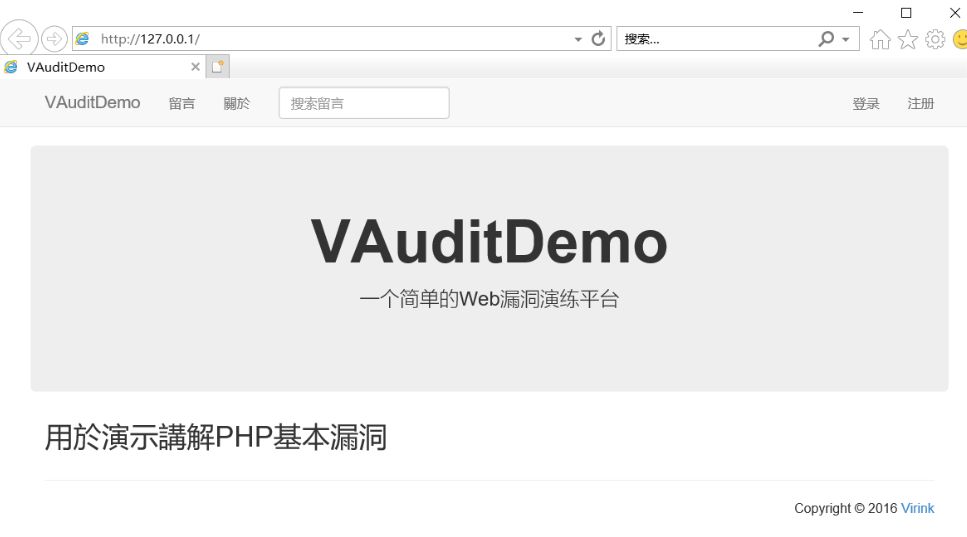 http://127.0.0.1/
搜索...
VAuditDemo
VAuditDemo 留言 關於 搜索留言 登录 注册
VAuditDemo
一个简单的Web漏洞演练平台
用於演示講解PHP基本漏洞
Copyright © 2016 Virink